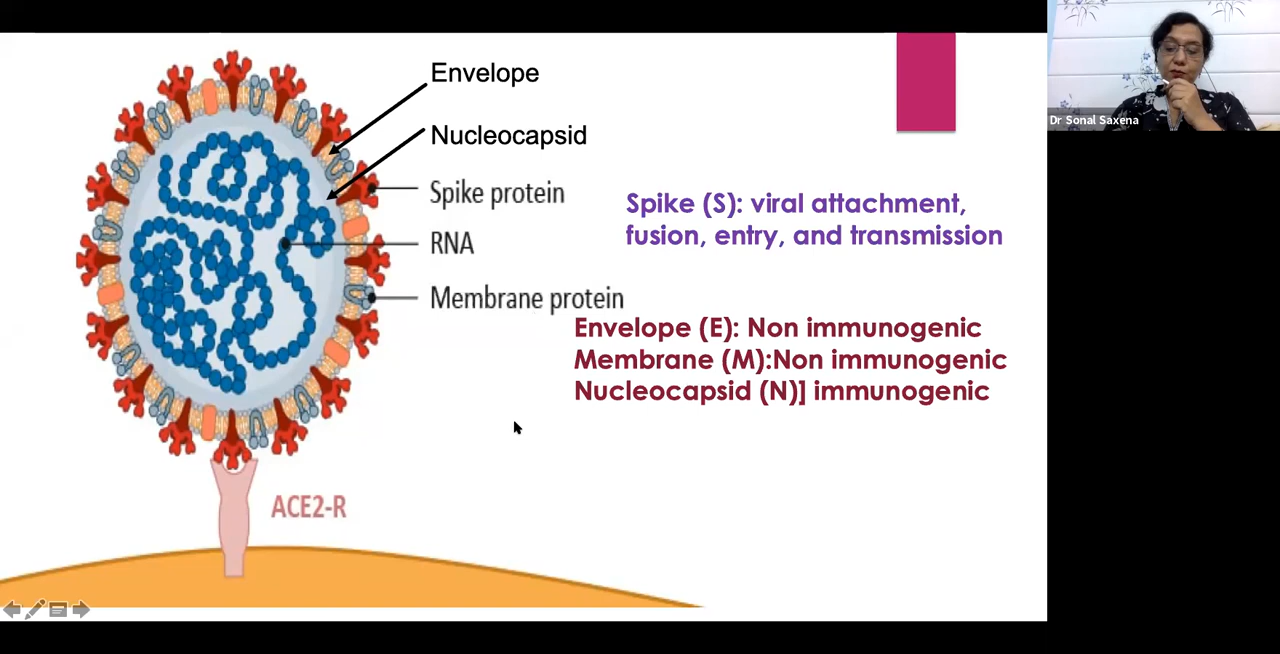 Envelope
Nucleocapsid
Spike protein
RNA
Membrane protein
ACE2-R
Spike (S): viral attachment,
fusion, entry, and transmission
Envelope (E): Non immunogenic
Membrane (M):Non immunogenic
Nucleocapsid (N)] immunogenic
Dr Sonal Saxena